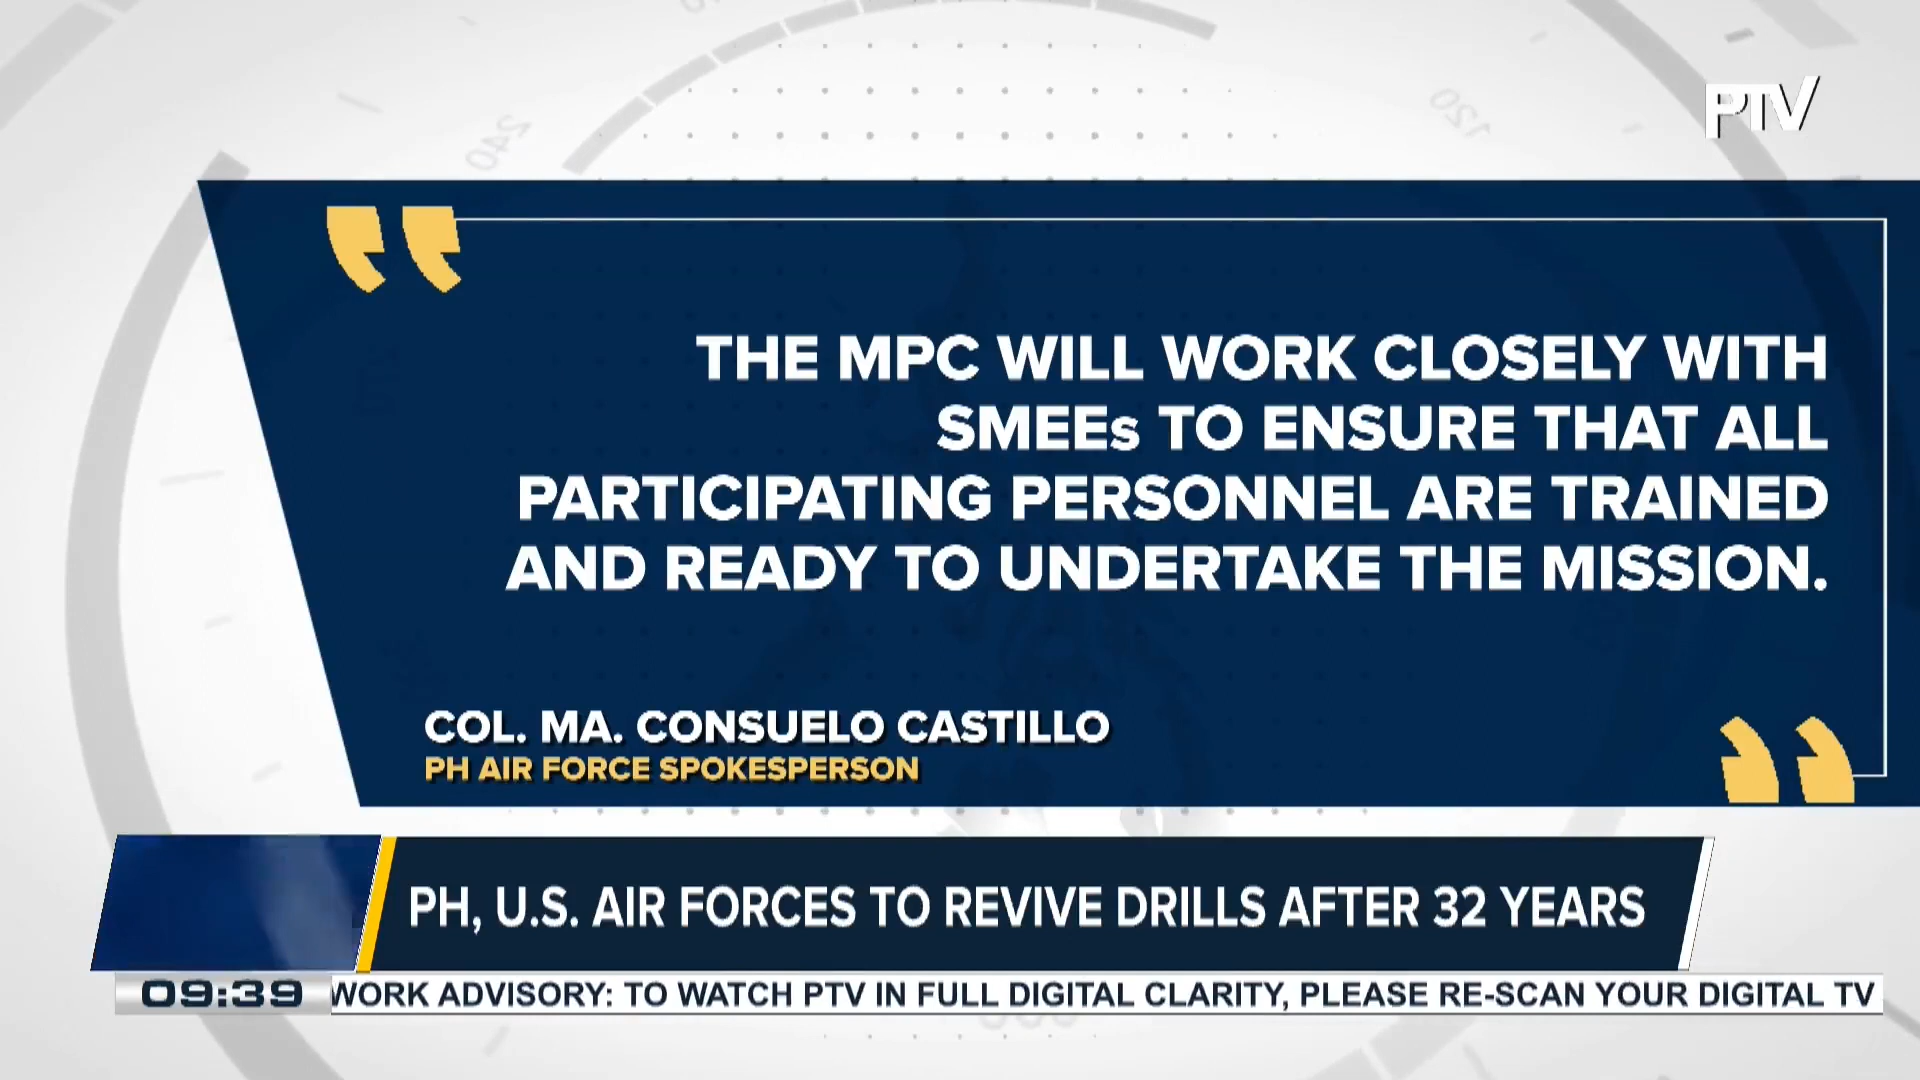 PTV
THE MPC WILL WORK CLOSELY WITH
SMEEs TO ENSURE THAT ALL
PARTICIPATING PERSONNEL ARE TRAINED
AND READY TO UNDERTAKE THE MISSION.
COL. MA. CONSUELO CASTILLO
PH AIR FORCE SPOKESPERSON
PH, U.S. AIR FORCES TO REVIVE DRILLS AFTER 32 YEARS
09:39 WORK ADVISORY: TO WATCH PTV IN FULL DIGITAL CLARITY, PLEASE RE-SCAN YOUR DIGITAL TV
240
120